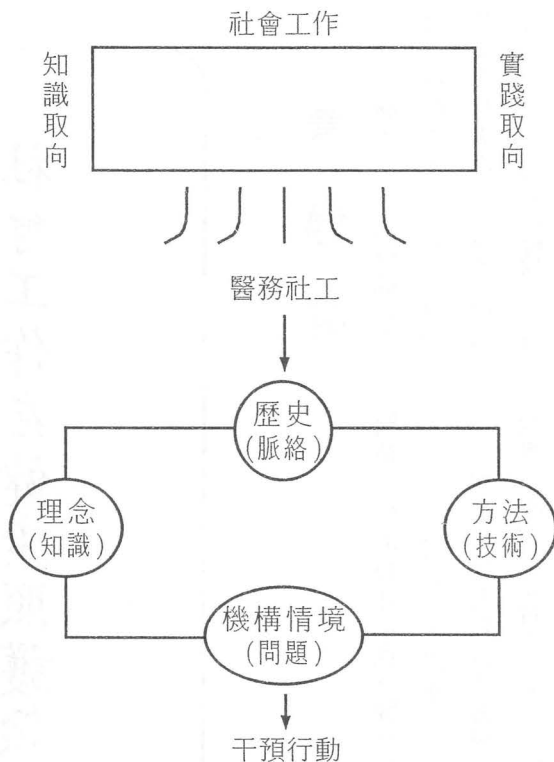 社會工作
知識取向
實踐取向
醫務社工
歷史
(脈絡)
理念
(知識)
方法
(技術)
機構情境
(問題)
干預行動